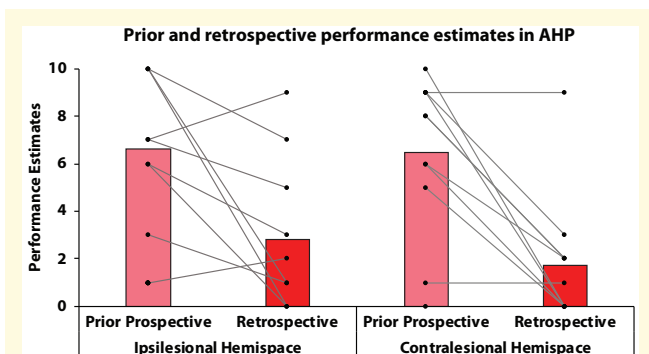 Prior and retrospective performance estimates in AHP
10
8
6
4
2
0
Performance Estimates
Prior Prospective Retrospective Prior Prospective Retrospective
Ipsilesional Hemispace Contralesional Hemispace